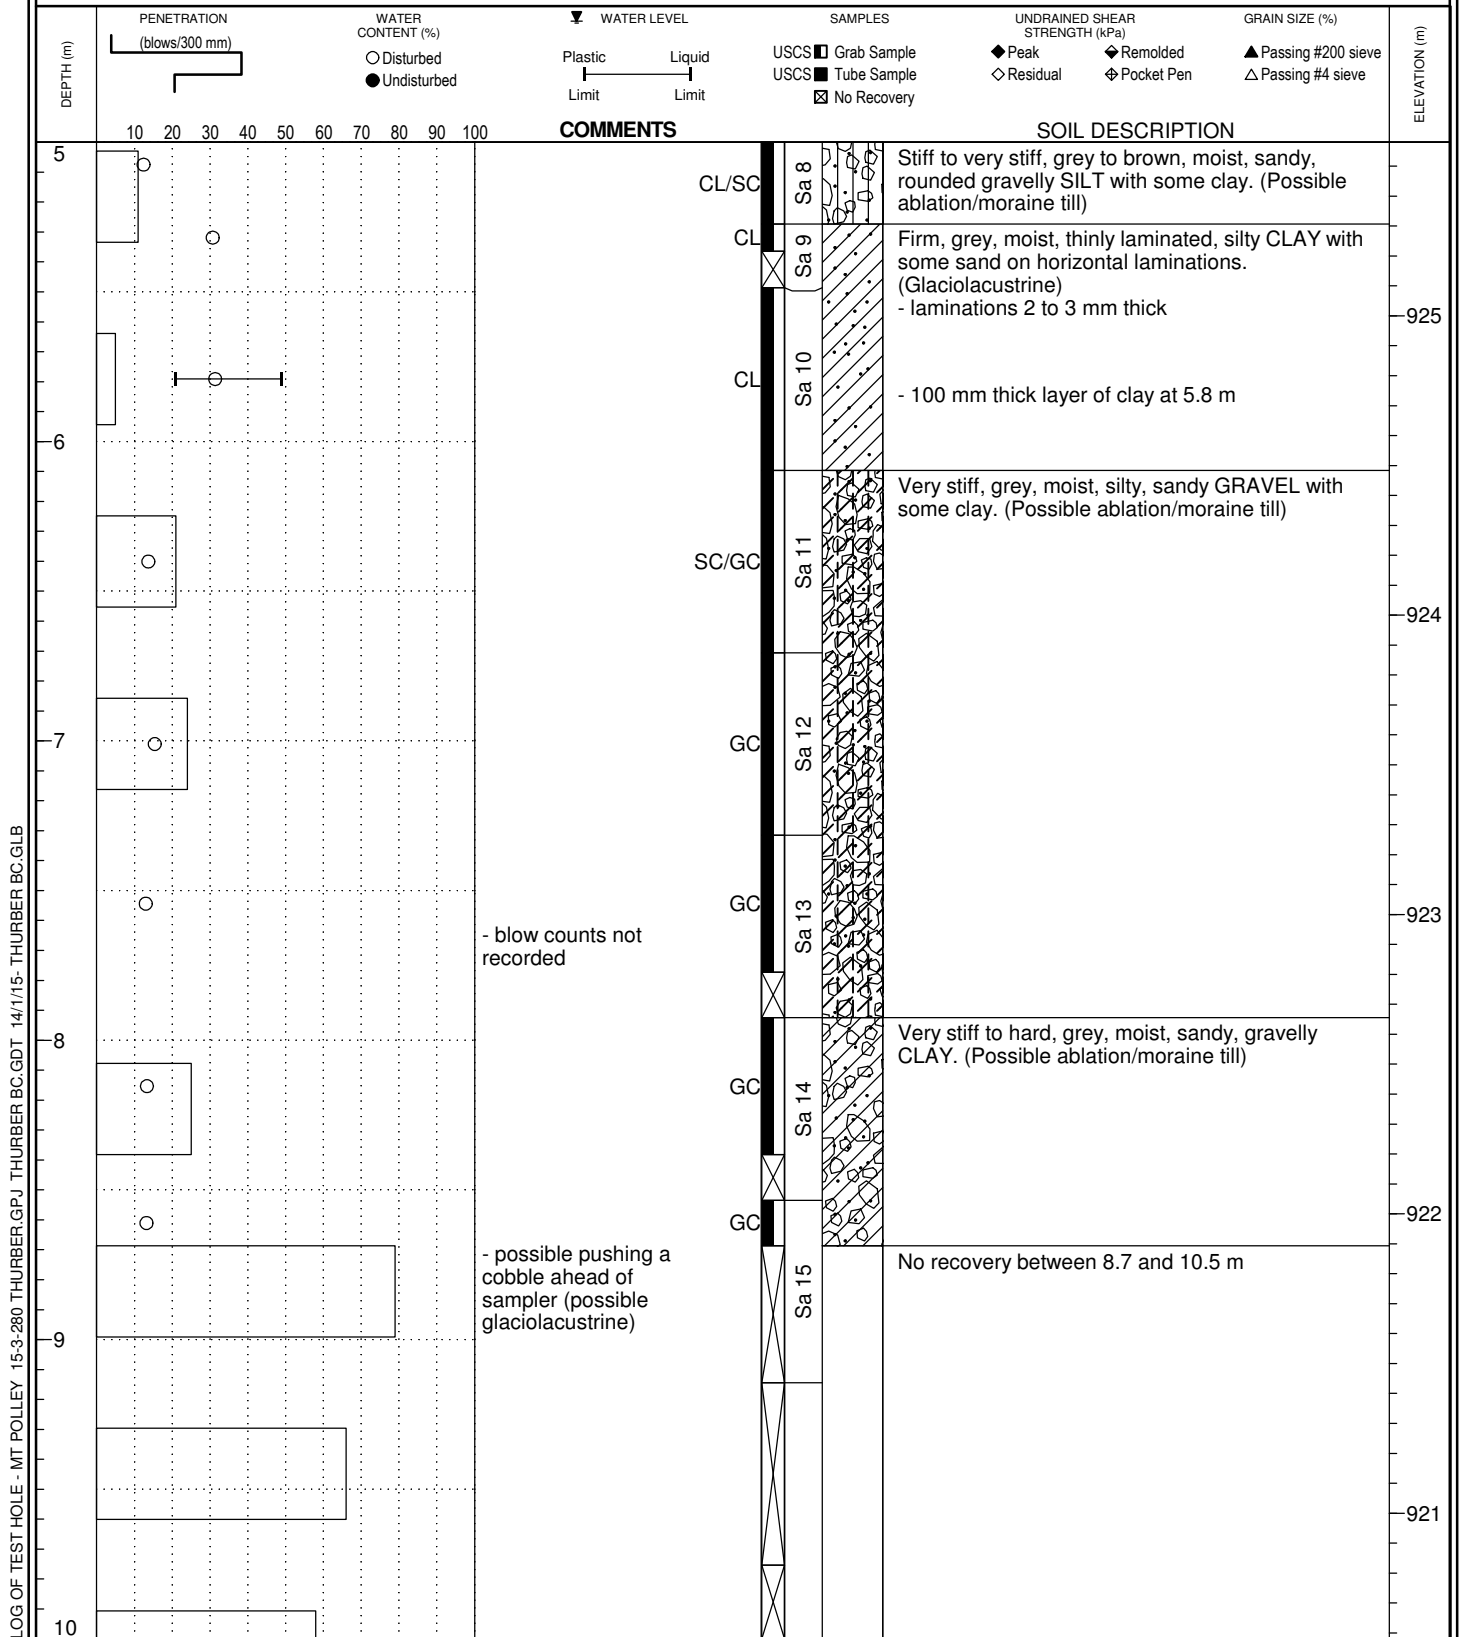 PENETRATION
(blows/300 mm)
WATER
CONTENT (%)
Disturbed
Undisturbed
WATER LEVEL
Plastic Liquid
Limit Limit
SAMPLES
USCS Grab Sample
USCS Tube Sample
No Recovery
UNDRAINED SHEAR
STRENGTH (kPa)
Peak Remolded
Residual Pocket Pen
GRAIN SIZE (%)
Passing #200 sieve
Passing #4 sieve
DEPTH (m)
ELEVATION (m)
10 20 30 40 50 60 70 80 90 100
COMMENTS
SOIL DESCRIPTION
5
CL/SC
Sa 8
Stiff to very stiff, grey to brown, moist, sandy,
rounded gravelly SILT with some clay. (Possible
ablation/moraine till)
CL
Sa 9
Firm, grey, moist, thinly laminated, silty CLAY with
some sand on horizontal laminations.
(Glaciolacustrine)
- laminations 2 to 3 mm thick
925
CL
Sa 10
- 100 mm thick layer of clay at 5.8 m
6
Very stiff, grey, moist, silty, sandy GRAVEL with
some clay. (Possible ablation/moraine till)
SC/GC
Sa 11
924
7
GC
Sa 12
GC
Sa 13
923
- blow counts not
recorded
8
Very stiff to hard, grey, moist, sandy, gravelly
CLAY. (Possible ablation/moraine till)
GC
Sa 14
922
GC
- possible pushing a
cobble ahead of
sampler (possible
glaciolacustrine)
Sa 15
No recovery between 8.7 and 10.5 m
9
921
10
LOG OF TEST HOLE - MT POLLEY 15-3-280 THURBER.GPJ THURBER BC.GDT 14/1/15- THURBER BC.GLB